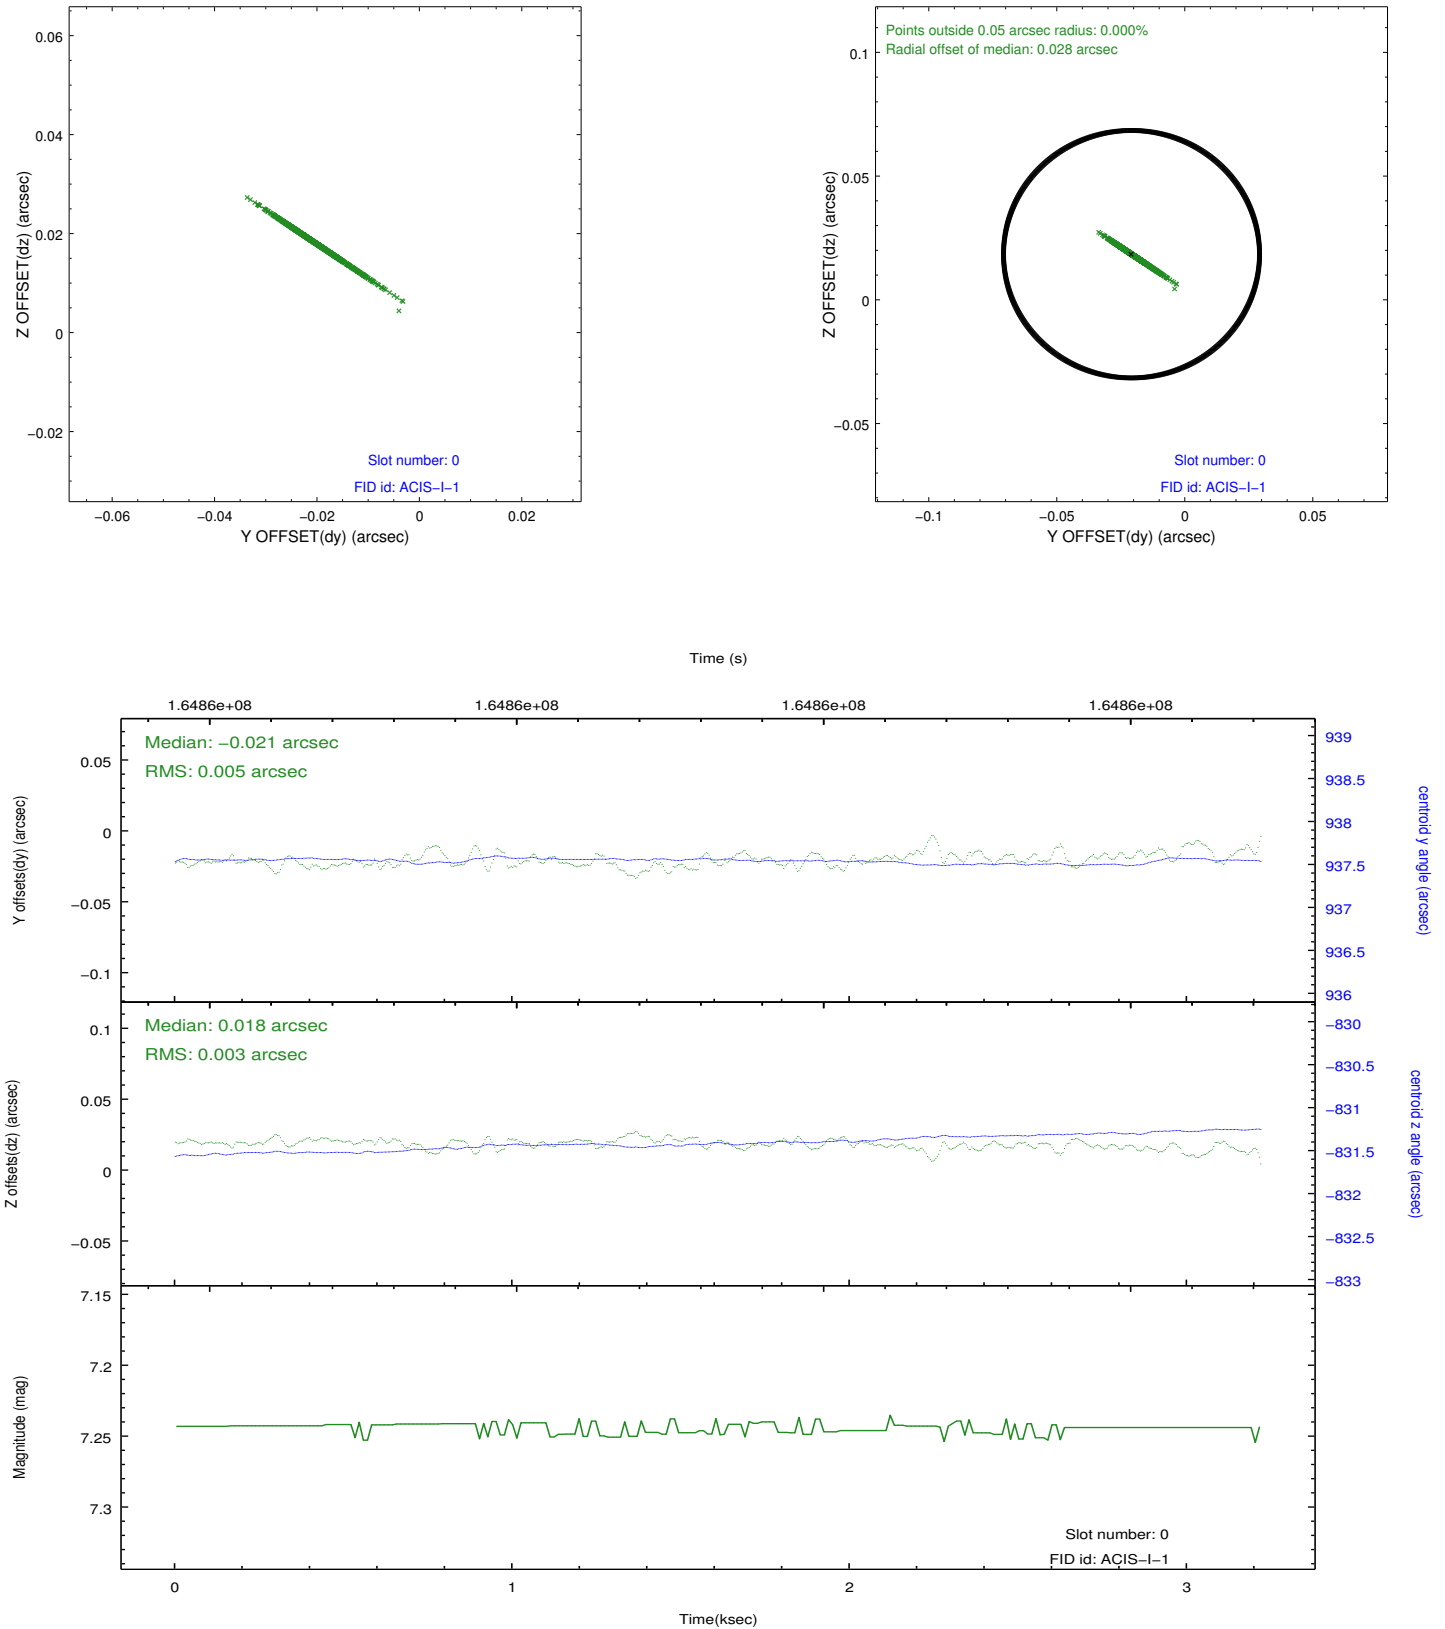 0.06
0.04
0.02
0
−0.02
Z OFFSET(dz) (arcsec)
Slot number: 0
FID id: ACIS−I−1
−0.06 −0.04 −0.02 0 0.02
Y OFFSET(dy) (arcsec)
Points outside 0.05 arcsec radius: 0.000%
Radial offset of median: 0.028 arcsec
0.1
0.05
0
−0.05
Z OFFSET(dz) (arcsec)
Slot number: 0
FID id: ACIS−I−1
−0.1 −0.05 0 0.05
Y OFFSET(dy) (arcsec)
Time (s)
1.6486e+08 1.6486e+08 1.6486e+08 1.6486e+08
Median: −0.021 arcsec
RMS: 0.005 arcsec
0.05
0
−0.05
−0.1
Y offsets(dy) (arcsec)
939
938.5
938
937.5
937
936.5
936
centroid y angle (arcsec)
Median: 0.018 arcsec
RMS: 0.003 arcsec
0.1
0.05
0
−0.05
Z offsets(dz) (arcsec)
−830
−830.5
−831
−831.5
−832
−832.5
−833
centroid z angle (arcsec)
7.15
7.2
7.25
7.3
Magnitude (mag)
Slot number: 0
FID id: ACIS−I−1
0 1 2 3
Time(ksec)